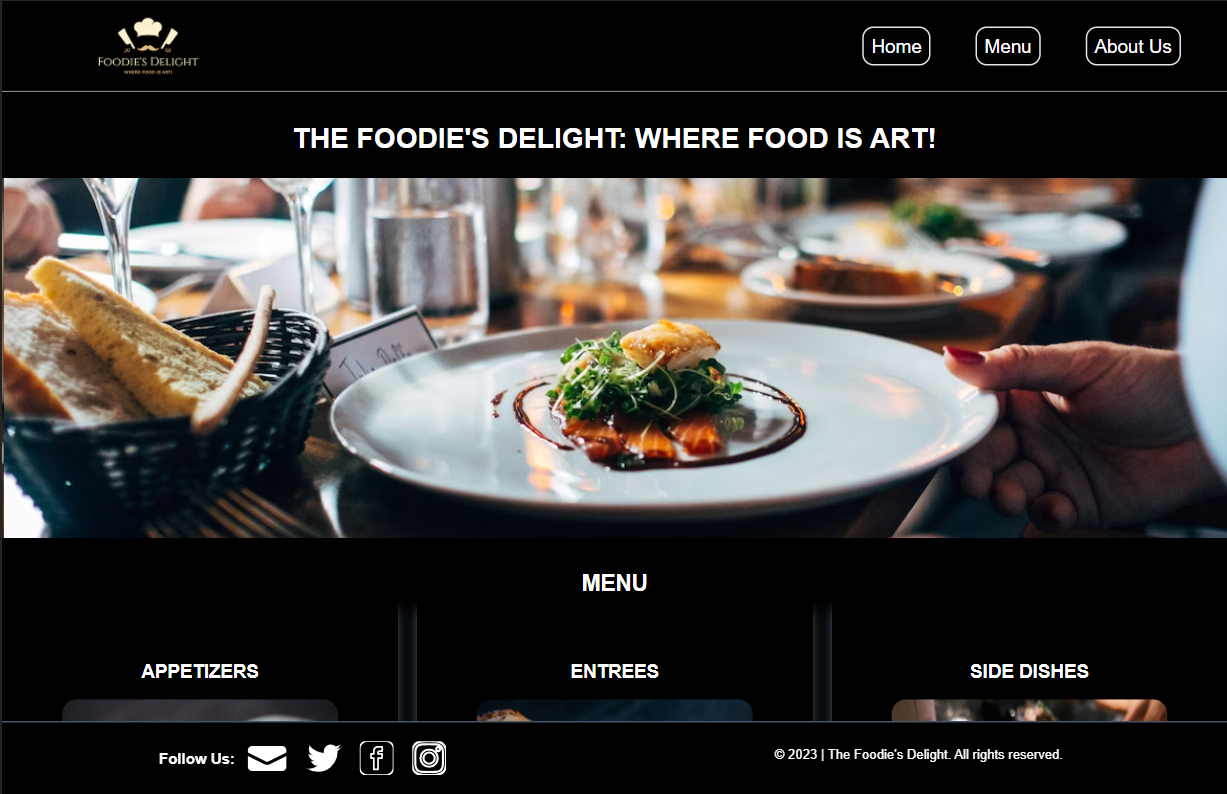 20 02
FOODIE'S DELIGHT
WHERE FOOD IS ART!
Home
Menu
About Us
THE FOODIE'S DELIGHT: WHERE FOOD IS ART!
MENU
APPETIZERS
ENTREES
SIDE DISHES
Follow Us:
© 2023 | The Foodie's Delight. All rights reserved.